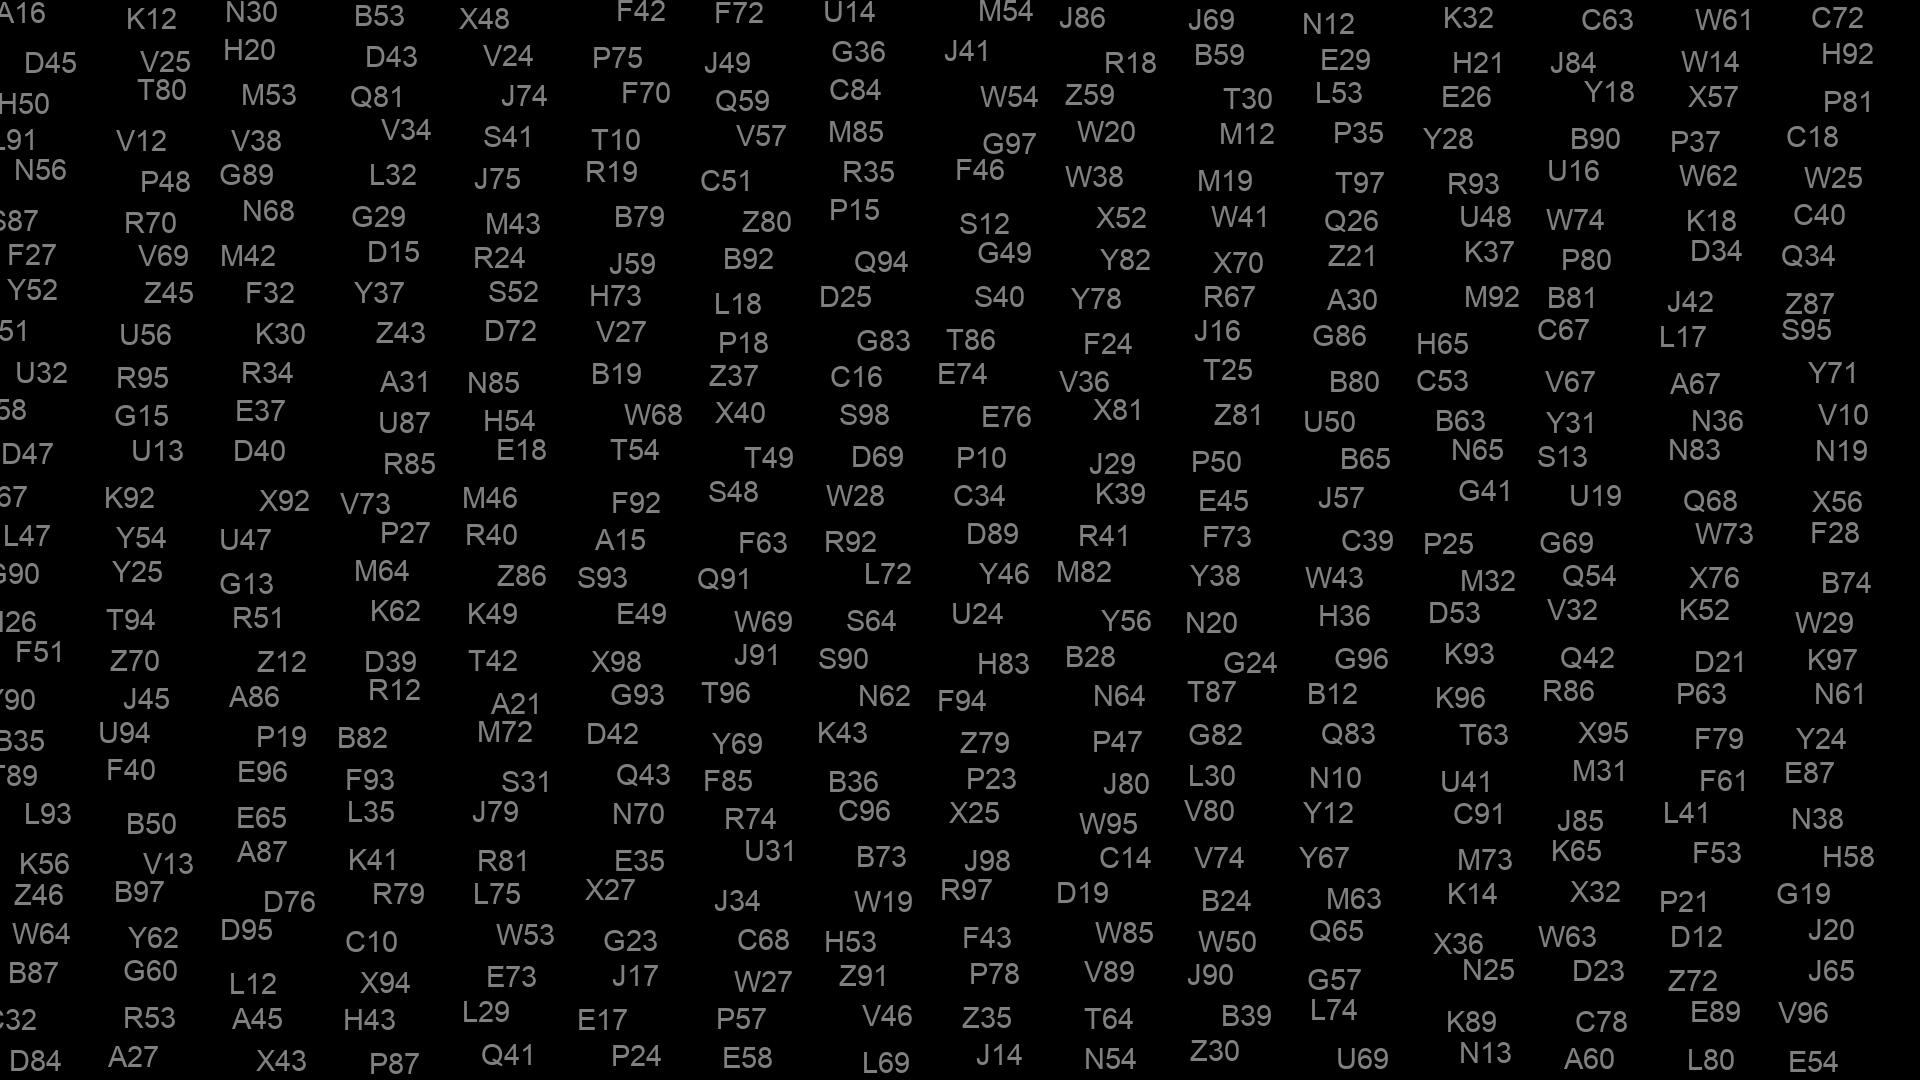 A16 K12 N30 B53 X48 F42 F72 U14 M54 J86 J69 N12 K32 C63 W61 C72
D45 V25 H20 D43 V24 P75 J49 G36 J41 R18 B59 E29 H21 J84 W14 H92
H50 T80 M53 Q81 J74 F70 Q59 C84 W54 Z59 T30 L53 E26 Y18 X57 P81
L91 V12 V38 V34 S41 T10 V57 M85 G97 W20 M12 P35 Y28 B90 P37 C18
N56 P48 G89 L32 J75 R19 C51 R35 F46 W38 M19 T97 R93 U16 W62 W25
S87 R70 N68 G29 M43 B79 Z80 P15 S12 X52 W41 Q26 U48 W74 K18 C40
F27 V69 M42 D15 R24 J59 B92 Q94 G49 Y82 X70 Z21 K37 P80 D34 Q34
Y52 Z45 F32 Y37 S52 H73 L18 D25 S40 Y78 R67 A30 M92 B81 J42 Z87
51 U56 K30 Z43 D72 V27 P18 G83 T86 F24 J16 G86 H65 C67 L17 S95
U32 R95 R34 A31 N85 B19 Z37 C16 E74 V36 T25 B80 C53 V67 A67 Y71
58 G15 E37 U87 H54 W68 X40 S98 E76 X81 Z81 U50 B63 Y31 N36 V10
D47 U13 D40 R85 E18 T54 T49 D69 P10 J29 P50 B65 N65 S13 N83 N19
67 K92 X92 V73 M46 F92 S48 W28 C34 K39 E45 J57 G41 U19 Q68 X56
L47 Y54 U47 P27 R40 A15 F63 R92 D89 R41 F73 C39 P25 G69 W73 F28
G90 Y25 G13 M64 Z86 S93 Q91 L72 Y46 M82 Y38 W43 M32 Q54 X76 B74
26 T94 R51 K62 K49 E49 W69 S64 U24 Y56 N20 H36 D53 V32 K52 W29
F51 Z70 Z12 D39 T42 X98 J91 S90 H83 B28 G24 G96 K93 Q42 D21 K97
Y90 J45 A86 R12 A21 G93 T96 N62 F94 N64 T87 B12 K96 R86 P63 N61
B35 U94 P19 B82 M72 D42 Y69 K43 Z79 P47 G82 Q83 T63 X95 F79 Y24
T89 F40 E96 F93 S31 Q43 F85 B36 P23 J80 L30 N10 U41 M31 F61 E87
L93 B50 E65 L35 J79 N70 R74 C96 X25 W95 V80 Y12 C91 J85 L41 N38
K56 V13 A87 K41 R81 E35 U31 B73 J98 C14 V74 Y67 M73 K65 F53 H58
Z46 B97 D76 R79 L75 X27 J34 W19 R97 D19 B24 M63 K14 X32 P21 G19
W64 Y62 D95 C10 W53 G23 C68 H53 F43 W85 W50 Q65 X36 W63 D12 J20
B87 G60 L12 X94 E73 J17 W27 Z91 P78 V89 J90 G57 N25 D23 Z72 J65
C32 R53 A45 H43 L29 E17 P57 V46 Z35 T64 B39 L74 K89 C78 E89 V96
D84 A27 X43 P87 Q41 P24 E58 L69 J14 N54 Z30 U69 N13 A60 L80 E54